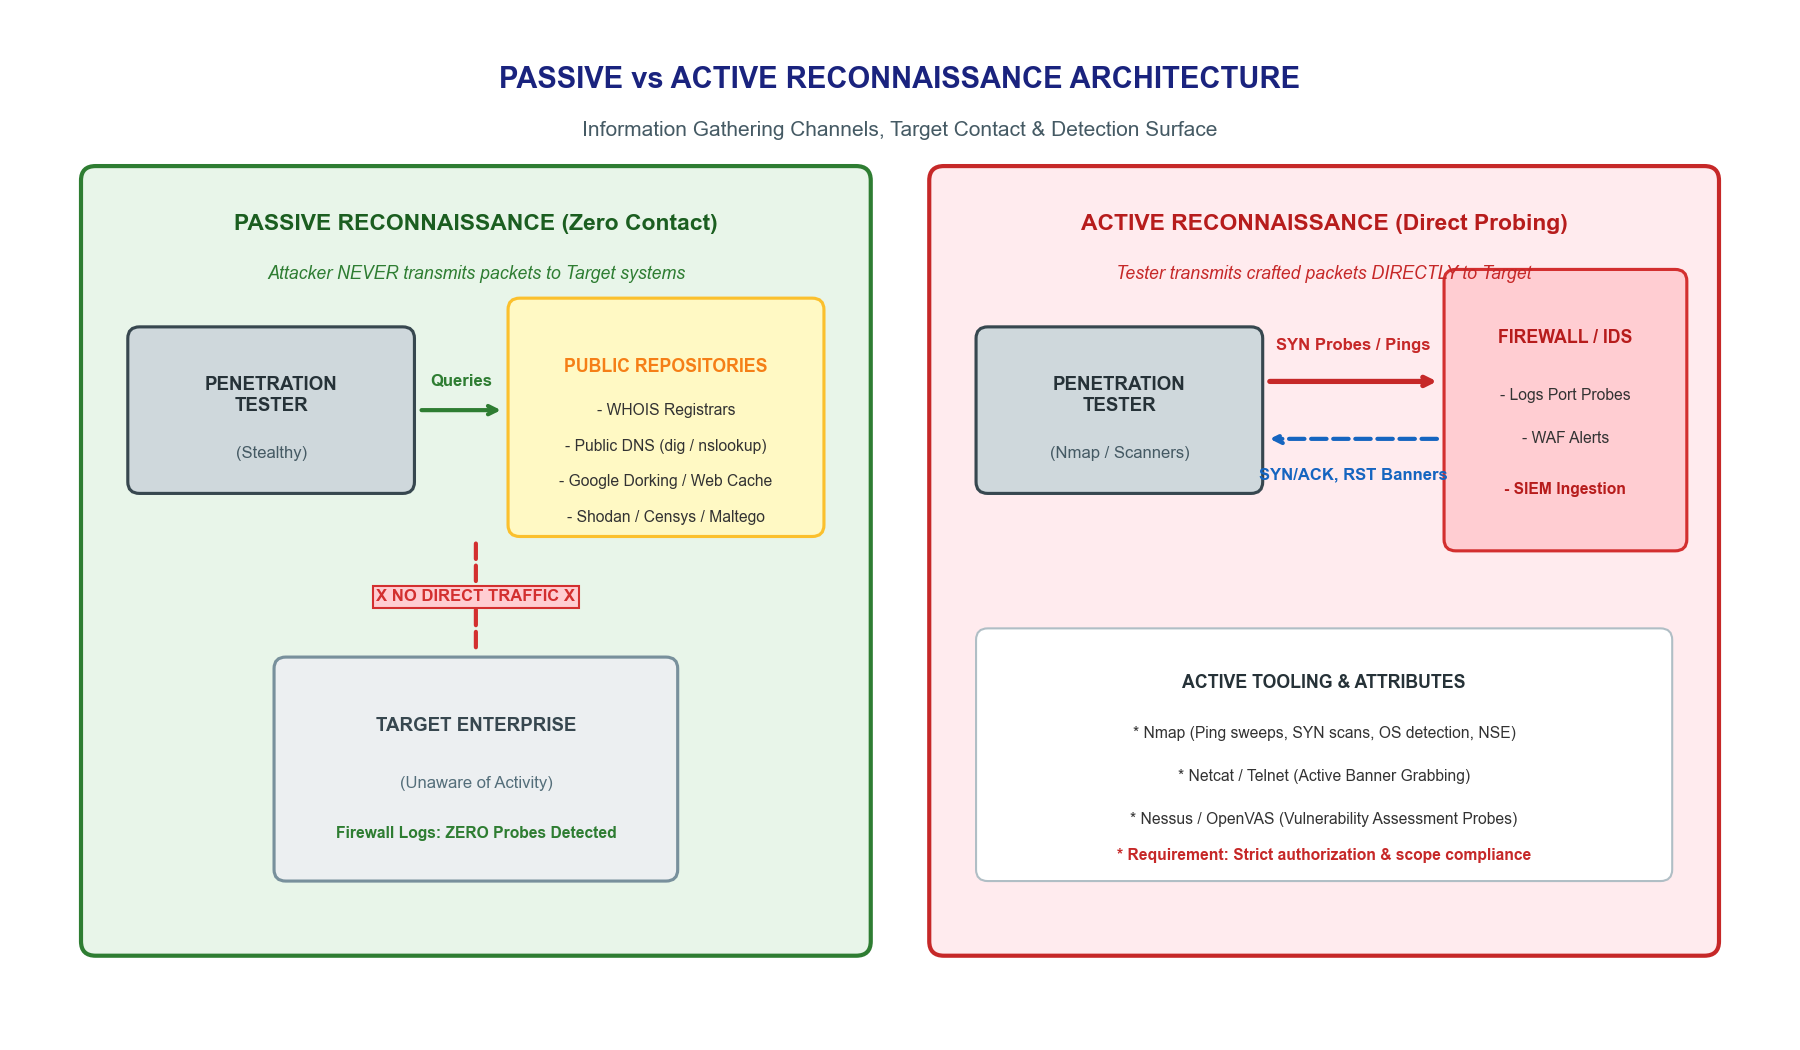 PASSIVE vs ACTIVE RECONNAISSANCE ARCHITECTURE
Information Gathering Channels, Target Contact & Detection Surface
PASSIVE RECONNAISSANCE (Zero Contact)
Attacker NEVER transmits packets to Target systems
PENETRATION
TESTER
(Stealthy)
Queries
PUBLIC REPOSITORIES
- WHOIS Registrars
- Public DNS (dig / nslookup)
- Google Dorking / Web Cache
- Shodan / Censys / Maltego
X NO DIRECT TRAFFIC X
TARGET ENTERPRISE
(Unaware of Activity)
Firewall Logs: ZERO Probes Detected
ACTIVE RECONNAISSANCE (Direct Probing)
Tester transmits crafted packets DIRECTLY to Target
PENETRATION
TESTER
(Nmap / Scanners)
SYN Probes / Pings
SYN/ACK, RST Banners
FIREWALL / IDS
- Logs Port Probes
- WAF Alerts
- SIEM Ingestion
ACTIVE TOOLING & ATTRIBUTES
* Nmap (Ping sweeps, SYN scans, OS detection, NSE)
* Netcat / Telnet (Active Banner Grabbing)
* Nessus / OpenVAS (Vulnerability Assessment Probes)
* Requirement: Strict authorization & scope compliance